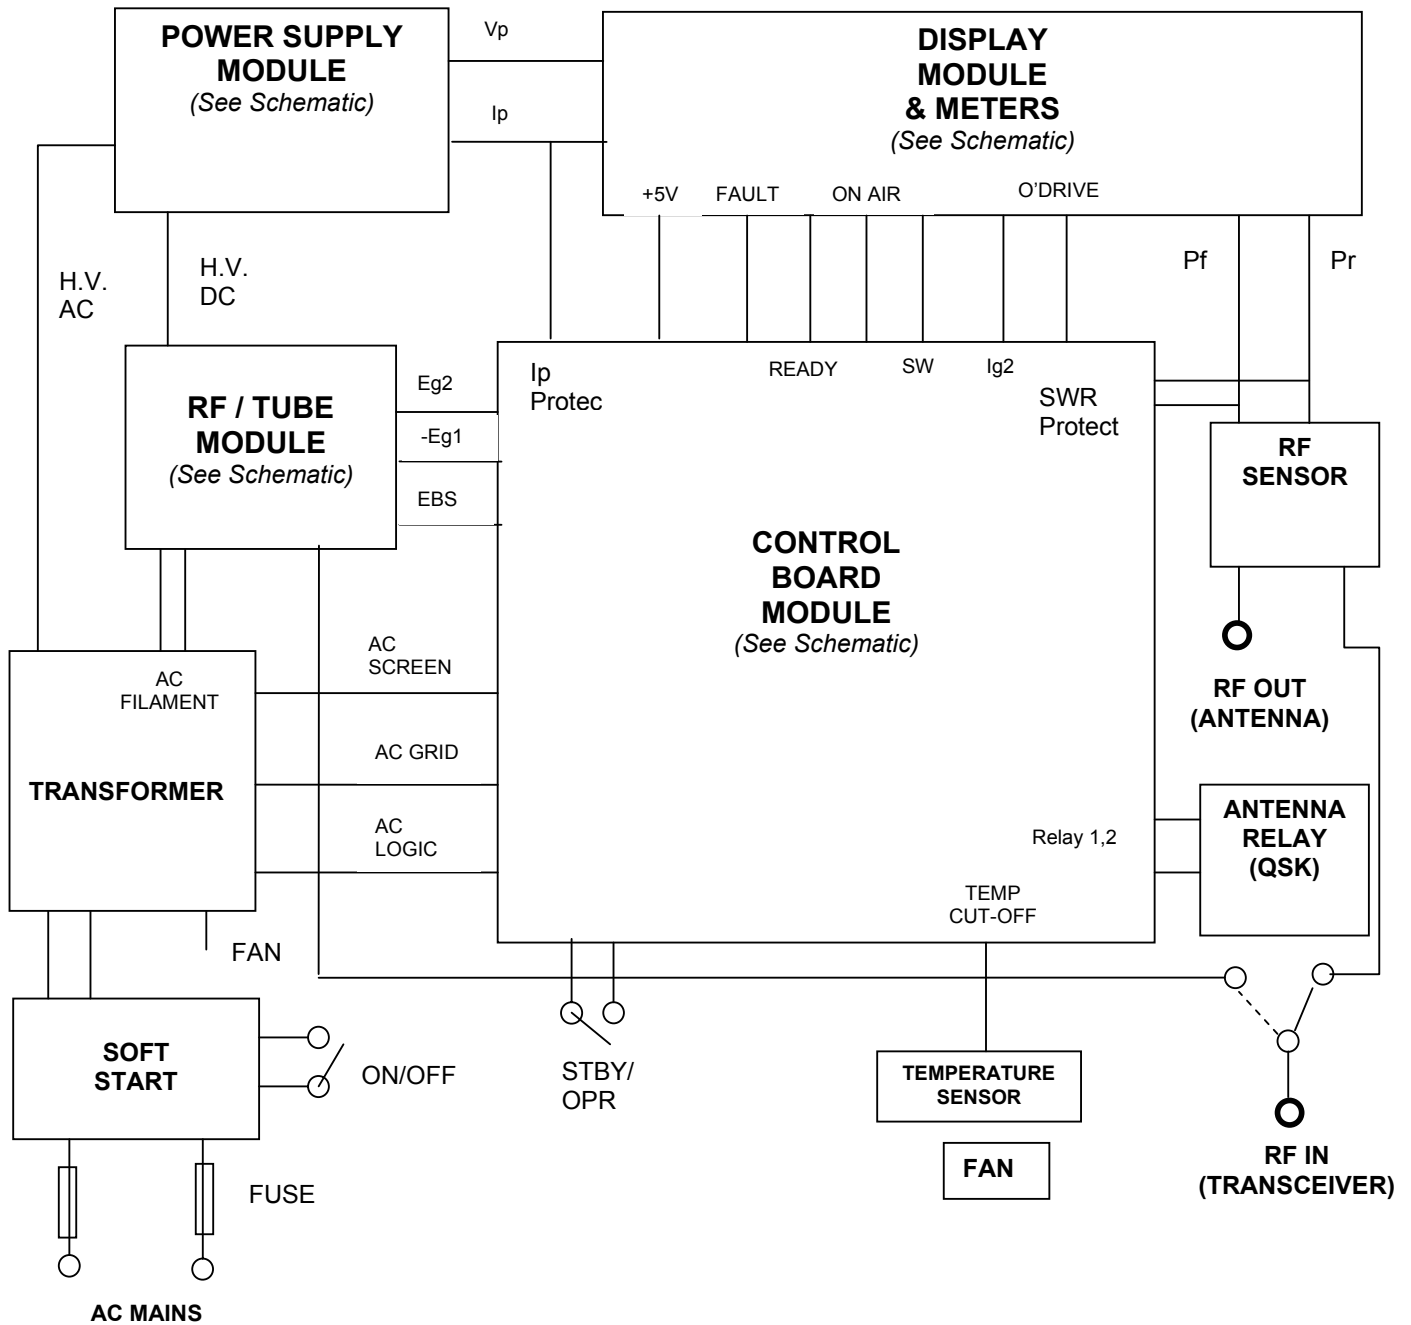 POWER SUPPLY
MODULE
(See Schematic)
Vp
Ip
DISPLAY
MODULE
& METERS
(See Schematic)
+5V
FAULT
ON AIR
O'DRIVE
H.V.
AC
H.V.
DC
Pf
Pr
RF / TUBE
MODULE
(See Schematic)
Eg2
-Eg1
EBS
Ip
Protec
READY
SW
Ig2
SWR
Protect
RF
SENSOR
CONTROL
BOARD
MODULE
(See Schematic)
AC
SCREEN
AC
FILAMENT
RF OUT
(ANTENNA)
AC GRID
TRANSFORMER
AC
LOGIC
Relay 1,2
ANTENNA
RELAY
(QSK)
TEMP
CUT-OFF
FAN
SOFT
START
ON/OFF
STBY/
OPR
TEMPERATURE
SENSOR
FAN
RF IN
(TRANSCEIVER)
FUSE
AC MAINS